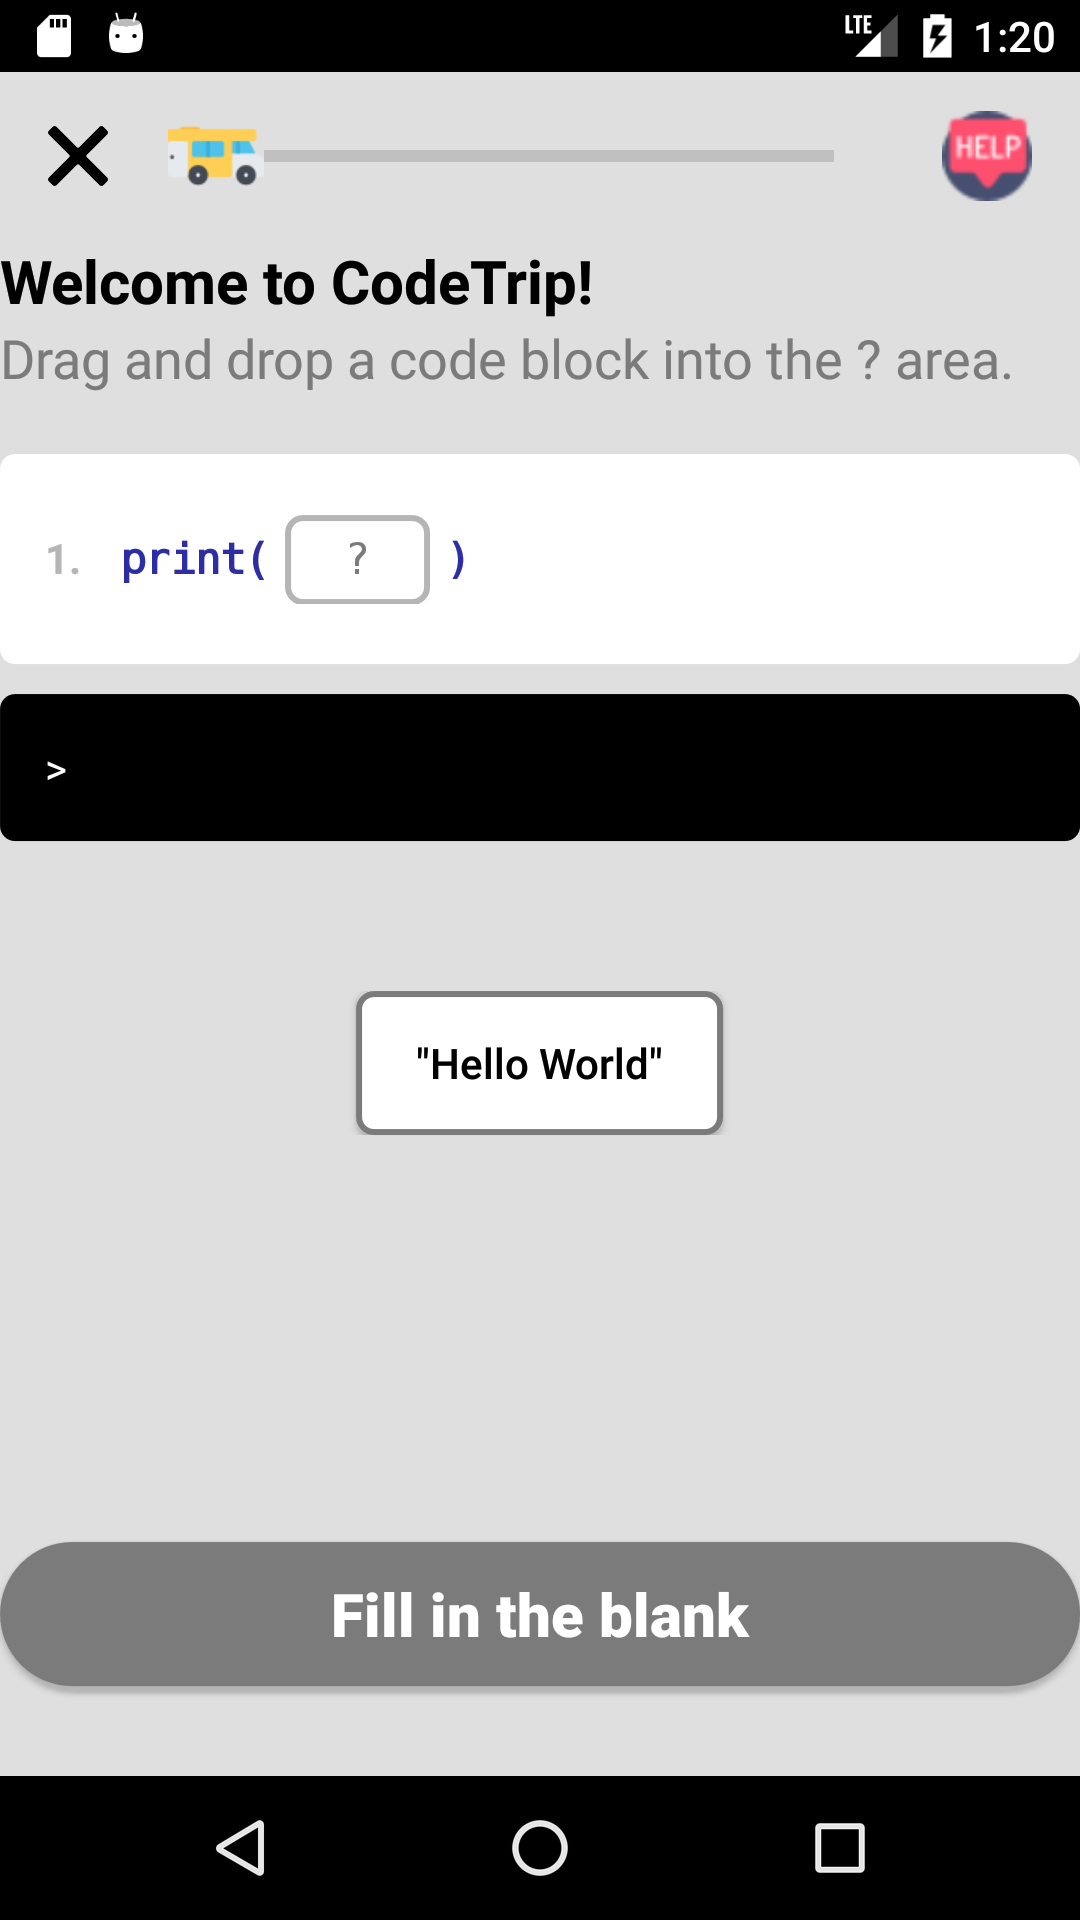 LTE 1:20
HELP
Welcome to CodeTrip!
Drag and drop a code block into the ? area.
1. print( ? )
>
"Hello World"
Fill in the blank